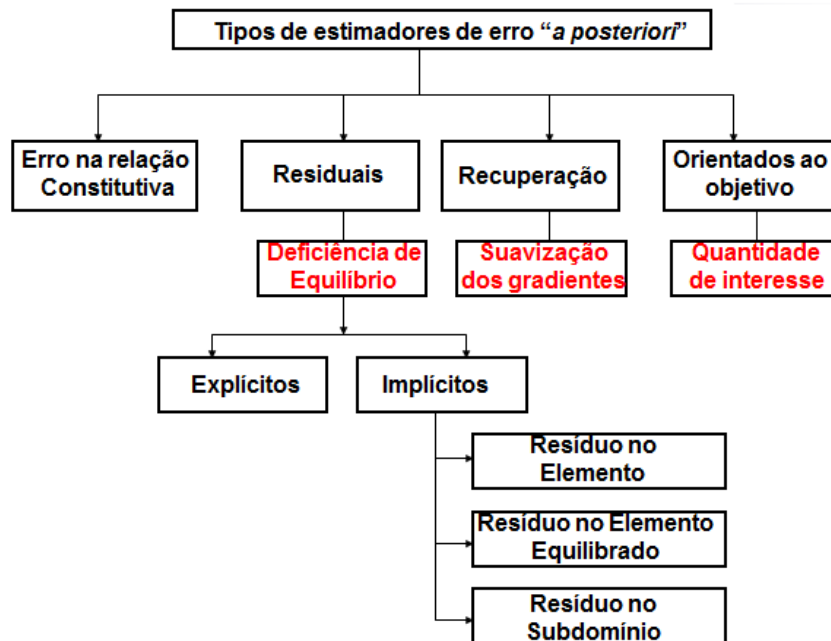 Tipos de estimadores de erro “a posteriori”
Erro na relação
Constitutiva
Residuais
Recuperação
Orientados ao
objetivo
Deficiência de
Equilíbrio
Suavização
dos gradientes
Quantidade
de interesse
Explícitos
Implícitos
Resíduo no
Elemento
Resíduo no Elemento
Equilibrado
Resíduo no
Subdomínio